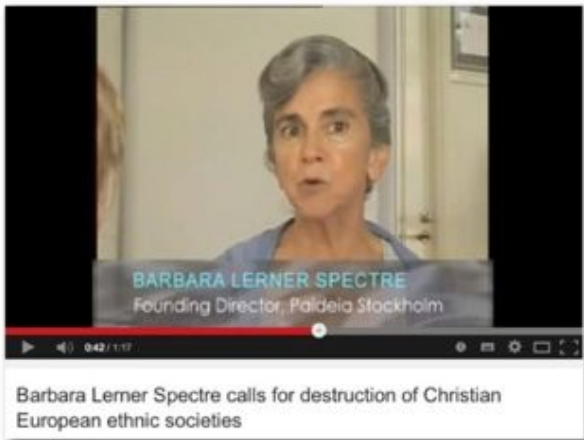 BARBARA LERNER SPECTRE
Founding Director, Paideia Stockholm
0:42 / 1:17
Barbara Lerner Spectre calls for destruction of Christian
European ethnic societies